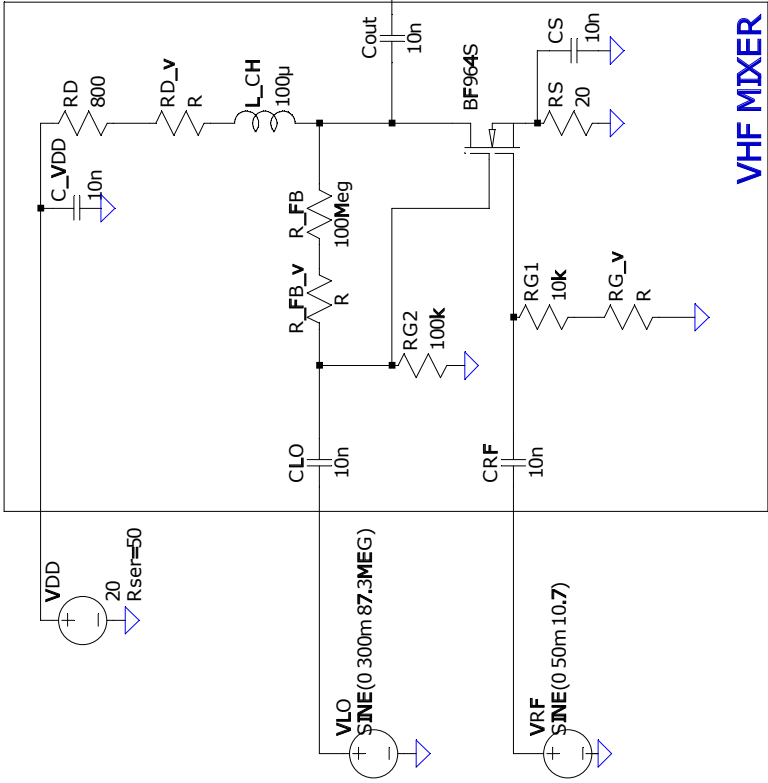 VDD
20
Rser=50
C_VDD
10n
RD
800
RD_v
R
L_CH
100µ
Cout
10n
R_FB
100Meg
R_FB_v
R
RG2
100k
BF964S
CS
10n
RS
20
RG1
10k
RG_v
R
CLO
10n
CRF
10n
VLO
SINE(0 300m 87.3MEG)
VRF
SINE(0 50m 10.7)
VHF MIXER